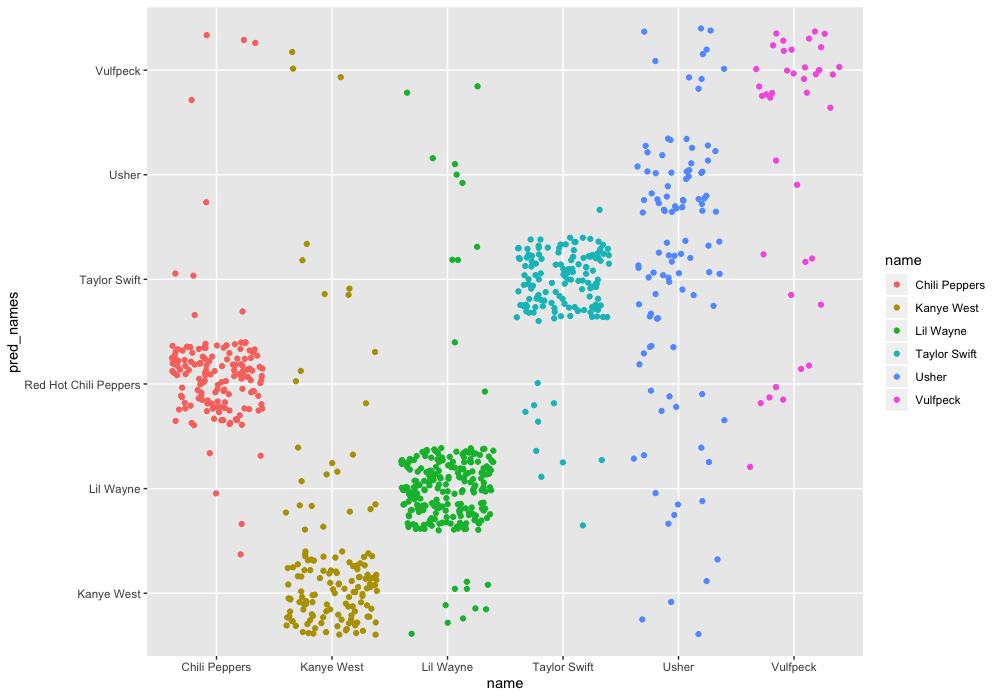 pred_names
Vulfpeck
Usher
Taylor Swift
Red Hot Chili Peppers
Lil Wayne
Kanye West
Chili Peppers
Kanye West
Lil Wayne
Taylor Swift
Usher
Vulfpeck
name
name
Chili Peppers
Kanye West
Lil Wayne
Taylor Swift
Usher
Vulfpeck